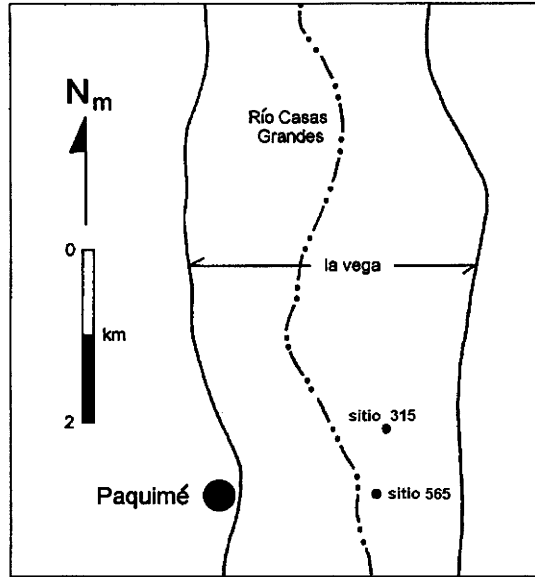 Nm
Río Casas
Grandes
0
la vega
km
2
sitio 315
Paquimé
sitio 565